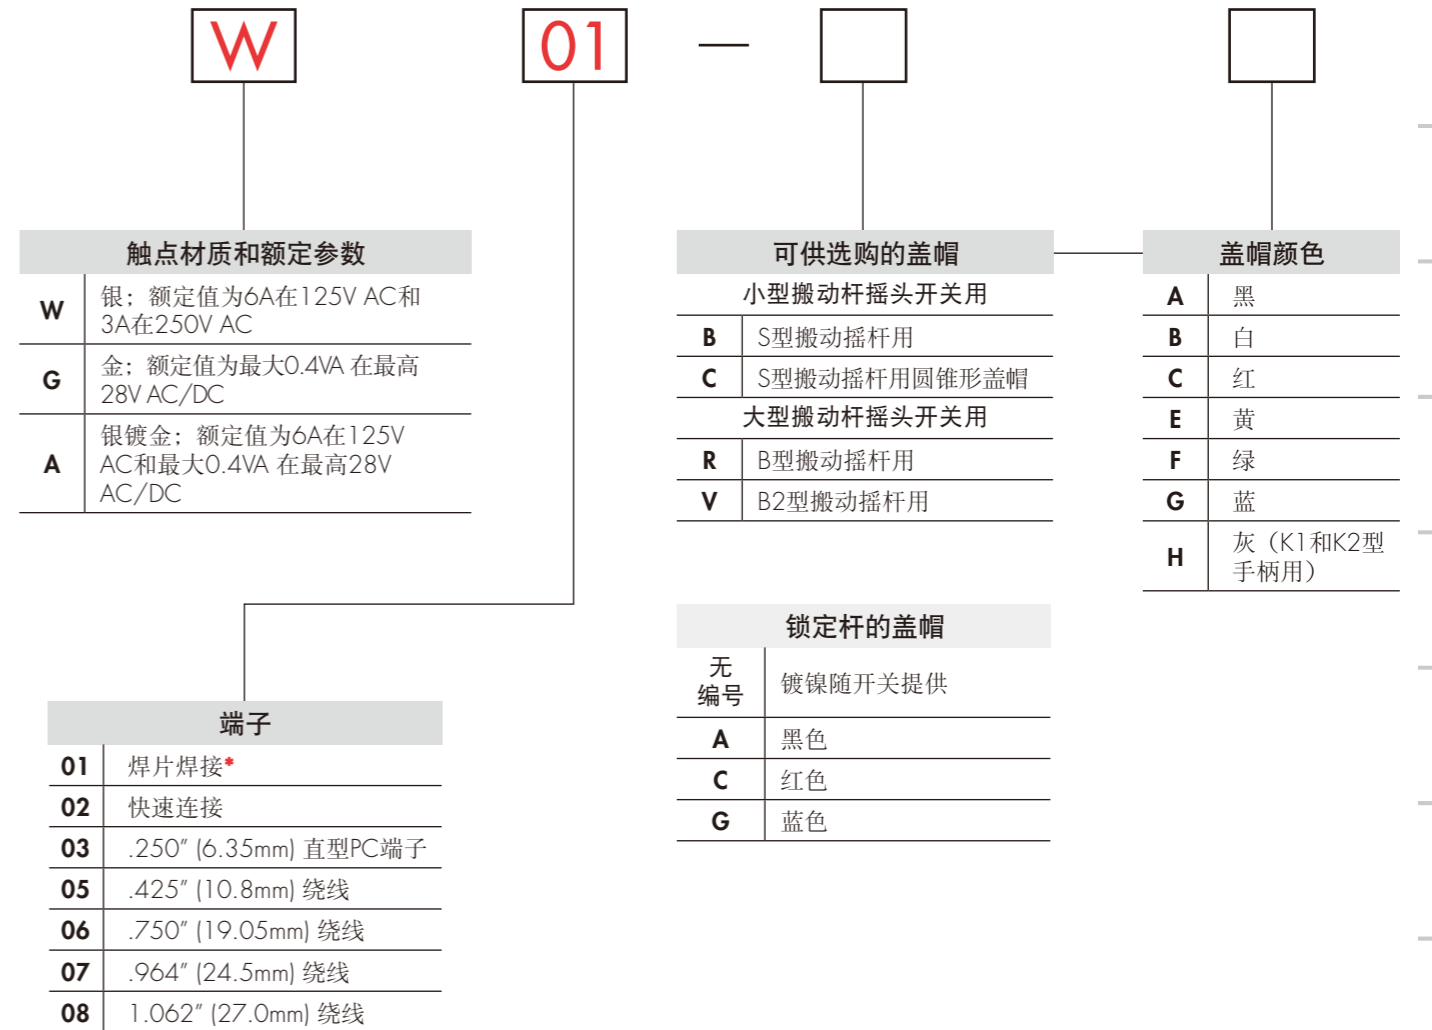 W 01 —
触点材质和额定参数
W 银；额定值为6A在125V AC和
3A在250V AC
G 金；额定值为最大0.4VA 在最高
28V AC/DC
A 银镀金；额定值为6A在125V
AC和最大0.4VA 在最高28V
AC/DC
端子
01 焊片焊接*
02 快速连接
03 .250" (6.35mm) 直型PC端子
05 .425" (10.8mm) 绕线
06 .750" (19.05mm) 绕线
07 .964" (24.5mm) 绕线
08 1.062" (27.0mm) 绕线
可供选购的盖帽
小型搬动杆摇头开关用
B S型搬动摇杆用
C S型搬动摇杆用圆锥形盖帽
大型搬动杆摇头开关用
R B型搬动摇杆用
V B2型搬动摇杆用
锁定杆的盖帽
无
编号 镀镍随开关提供
A 黑色
C 红色
G 蓝色
盖帽颜色
A 黑
B 白
C 红
E 黄
F 绿
G 蓝
H 灰（K1和K2型
手柄用）